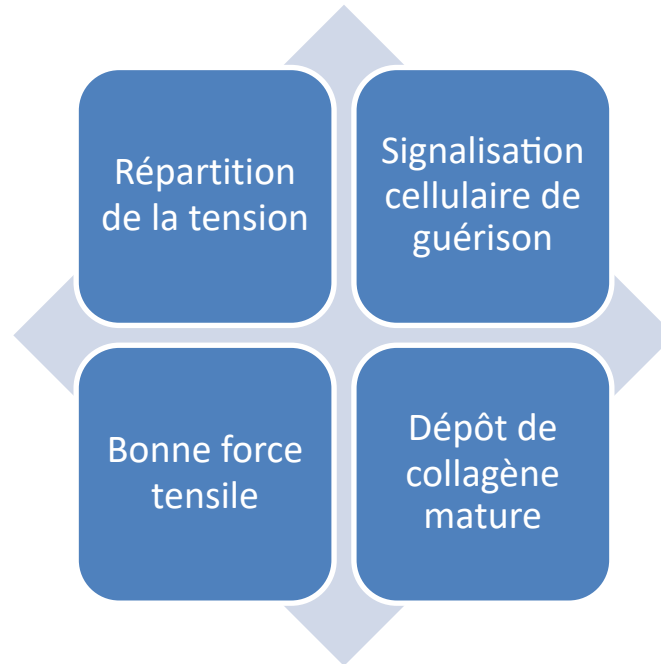 Répartition
de la tension
Signalisation
cellulaire de
guérison
Bonne force
tensile
Dépôt de
collagène
mature